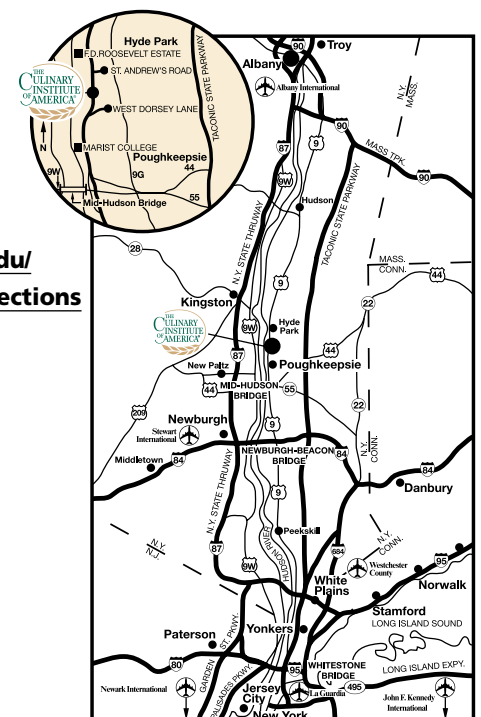 Hyde Park
F.D.ROOSEVELT ESTATE
ST. ANDREW'S ROAD
THE
CULINARY
INSTITUTE
OF AMERICA®
WEST DORSEY LANE
TACONIC STATE PARKWAY
N
MARIST COLLEGE
Poughkeepsie
9W
9G
44
55
Mid-Hudson Bridge
du/
ections
90
Troy
Albany
Albany International
N.Y.
MASS.
90
MASS TPK.
87
9
90
9W
TACONIC STATE PARKWAY
Hudson
N.Y. STATE THRUWAY
28
MASS.
CONN.
44
9
22
Kingston
THE
CULINARY
INSTITUTE
OF AMERICA®
9W
Hyde
Park
44
87
Poughkeepsie
New Paltz
44
MID-HUDSON
BRIDGE
55
22
209
Newburgh
9
Stewart
International
N.Y.
CONN.
NEWBURGH-BEACON
BRIDGE
84
Middletown
84
84
N.Y. STATE THRUWAY
Danbury
9
HUDSON RIVER
Peekskill
N.Y.
N.J.
87
684
N.Y.
CONN.
95
9W
Westchester
County
White
Plains
Norwalk
Stamford
LONG ISLAND SOUND
Paterson
GARDEN ST. PKWY.
Yonkers
80
PALISADES PKWY.
95
WHITESTONE
BRIDGE
LONG ISLAND EXPY.
Newark International
Jersey
City
La Guardia
495
John F. Kennedy
International
New York